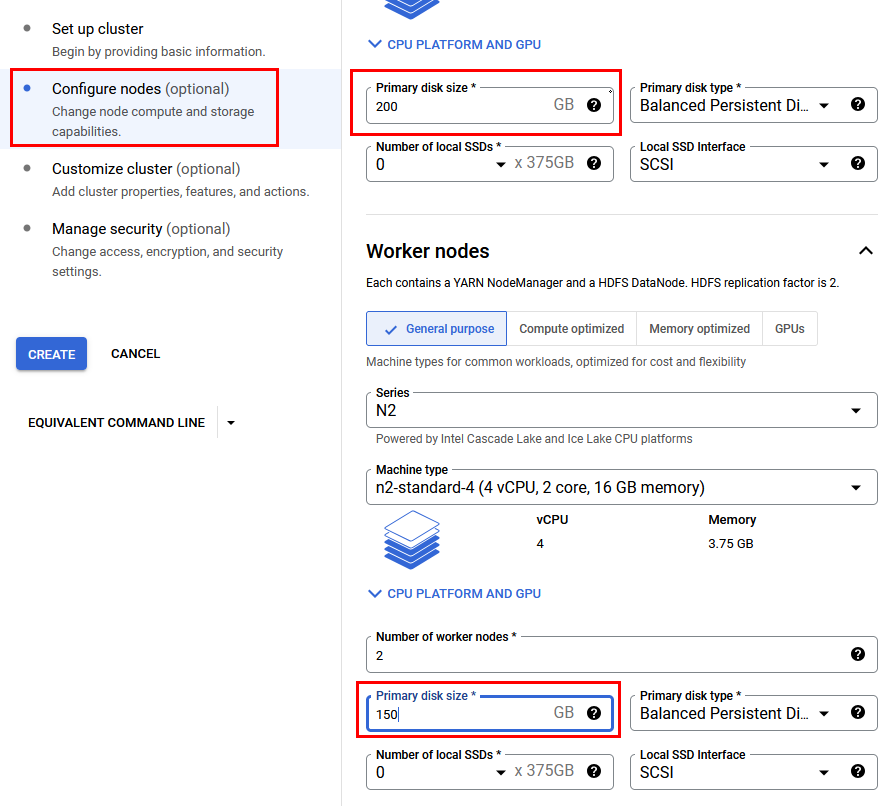 Set up cluster
Begin by providing basic information.
Configure nodes (optional)
Change node compute and storage
capabilities.
Customize cluster (optional)
Add cluster properties, features, and actions.
Manage security (optional)
Change access, encryption, and security
settings.
CREATE
CANCEL
EQUIVALENT COMMAND LINE
CPU PLATFORM AND GPU
Primary disk size *
200 GB
Primary disk type *
Balanced Persistent Di...
Number of local SSDs *
0 x 375GB
Local SSD Interface
SCSI
Worker nodes
Each contains a YARN NodeManager and a HDFS DataNode. HDFS replication factor is 2.
General purpose
Compute optimized
Memory optimized
GPUs
Machine types for common workloads, optimized for cost and flexibility
Series
N2
Powered by Intel Cascade Lake and Ice Lake CPU platforms
Machine type
n2-standard-4 (4 vCPU, 2 core, 16 GB memory)
vCPU
4
Memory
3.75 GB
CPU PLATFORM AND GPU
Number of worker nodes *
2
Primary disk size *
150 GB
Primary disk type *
Balanced Persistent Di...
Number of local SSDs *
0 x 375GB
Local SSD Interface
SCSI